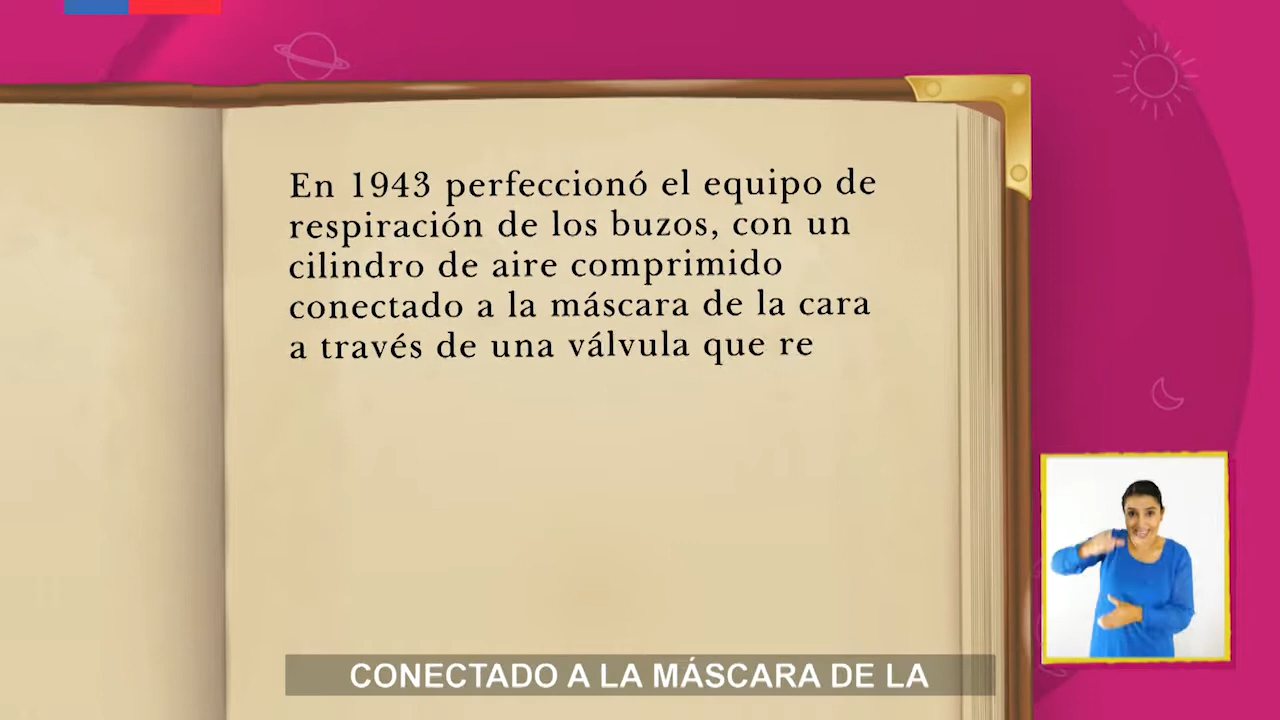 En 1943 perfeccionó el equipo de
respiración de los buzos, con un
cilindro de aire comprimido
conectado a la máscara de la cara
a través de una válvula que re
CONECTADO A LA MÁSCARA DE LA